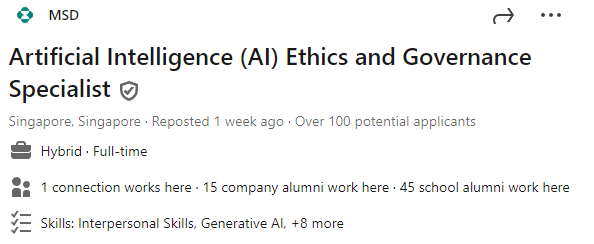 MSD
Artificial Intelligence (AI) Ethics and Governance
Specialist
Singapore, Singapore · Reposted 1 week ago · Over 100 potential applicants
Hybrid · Full-time
1 connection works here · 15 company alumni work here · 45 school alumni work here
Skills: Interpersonal Skills, Generative AI, +8 more